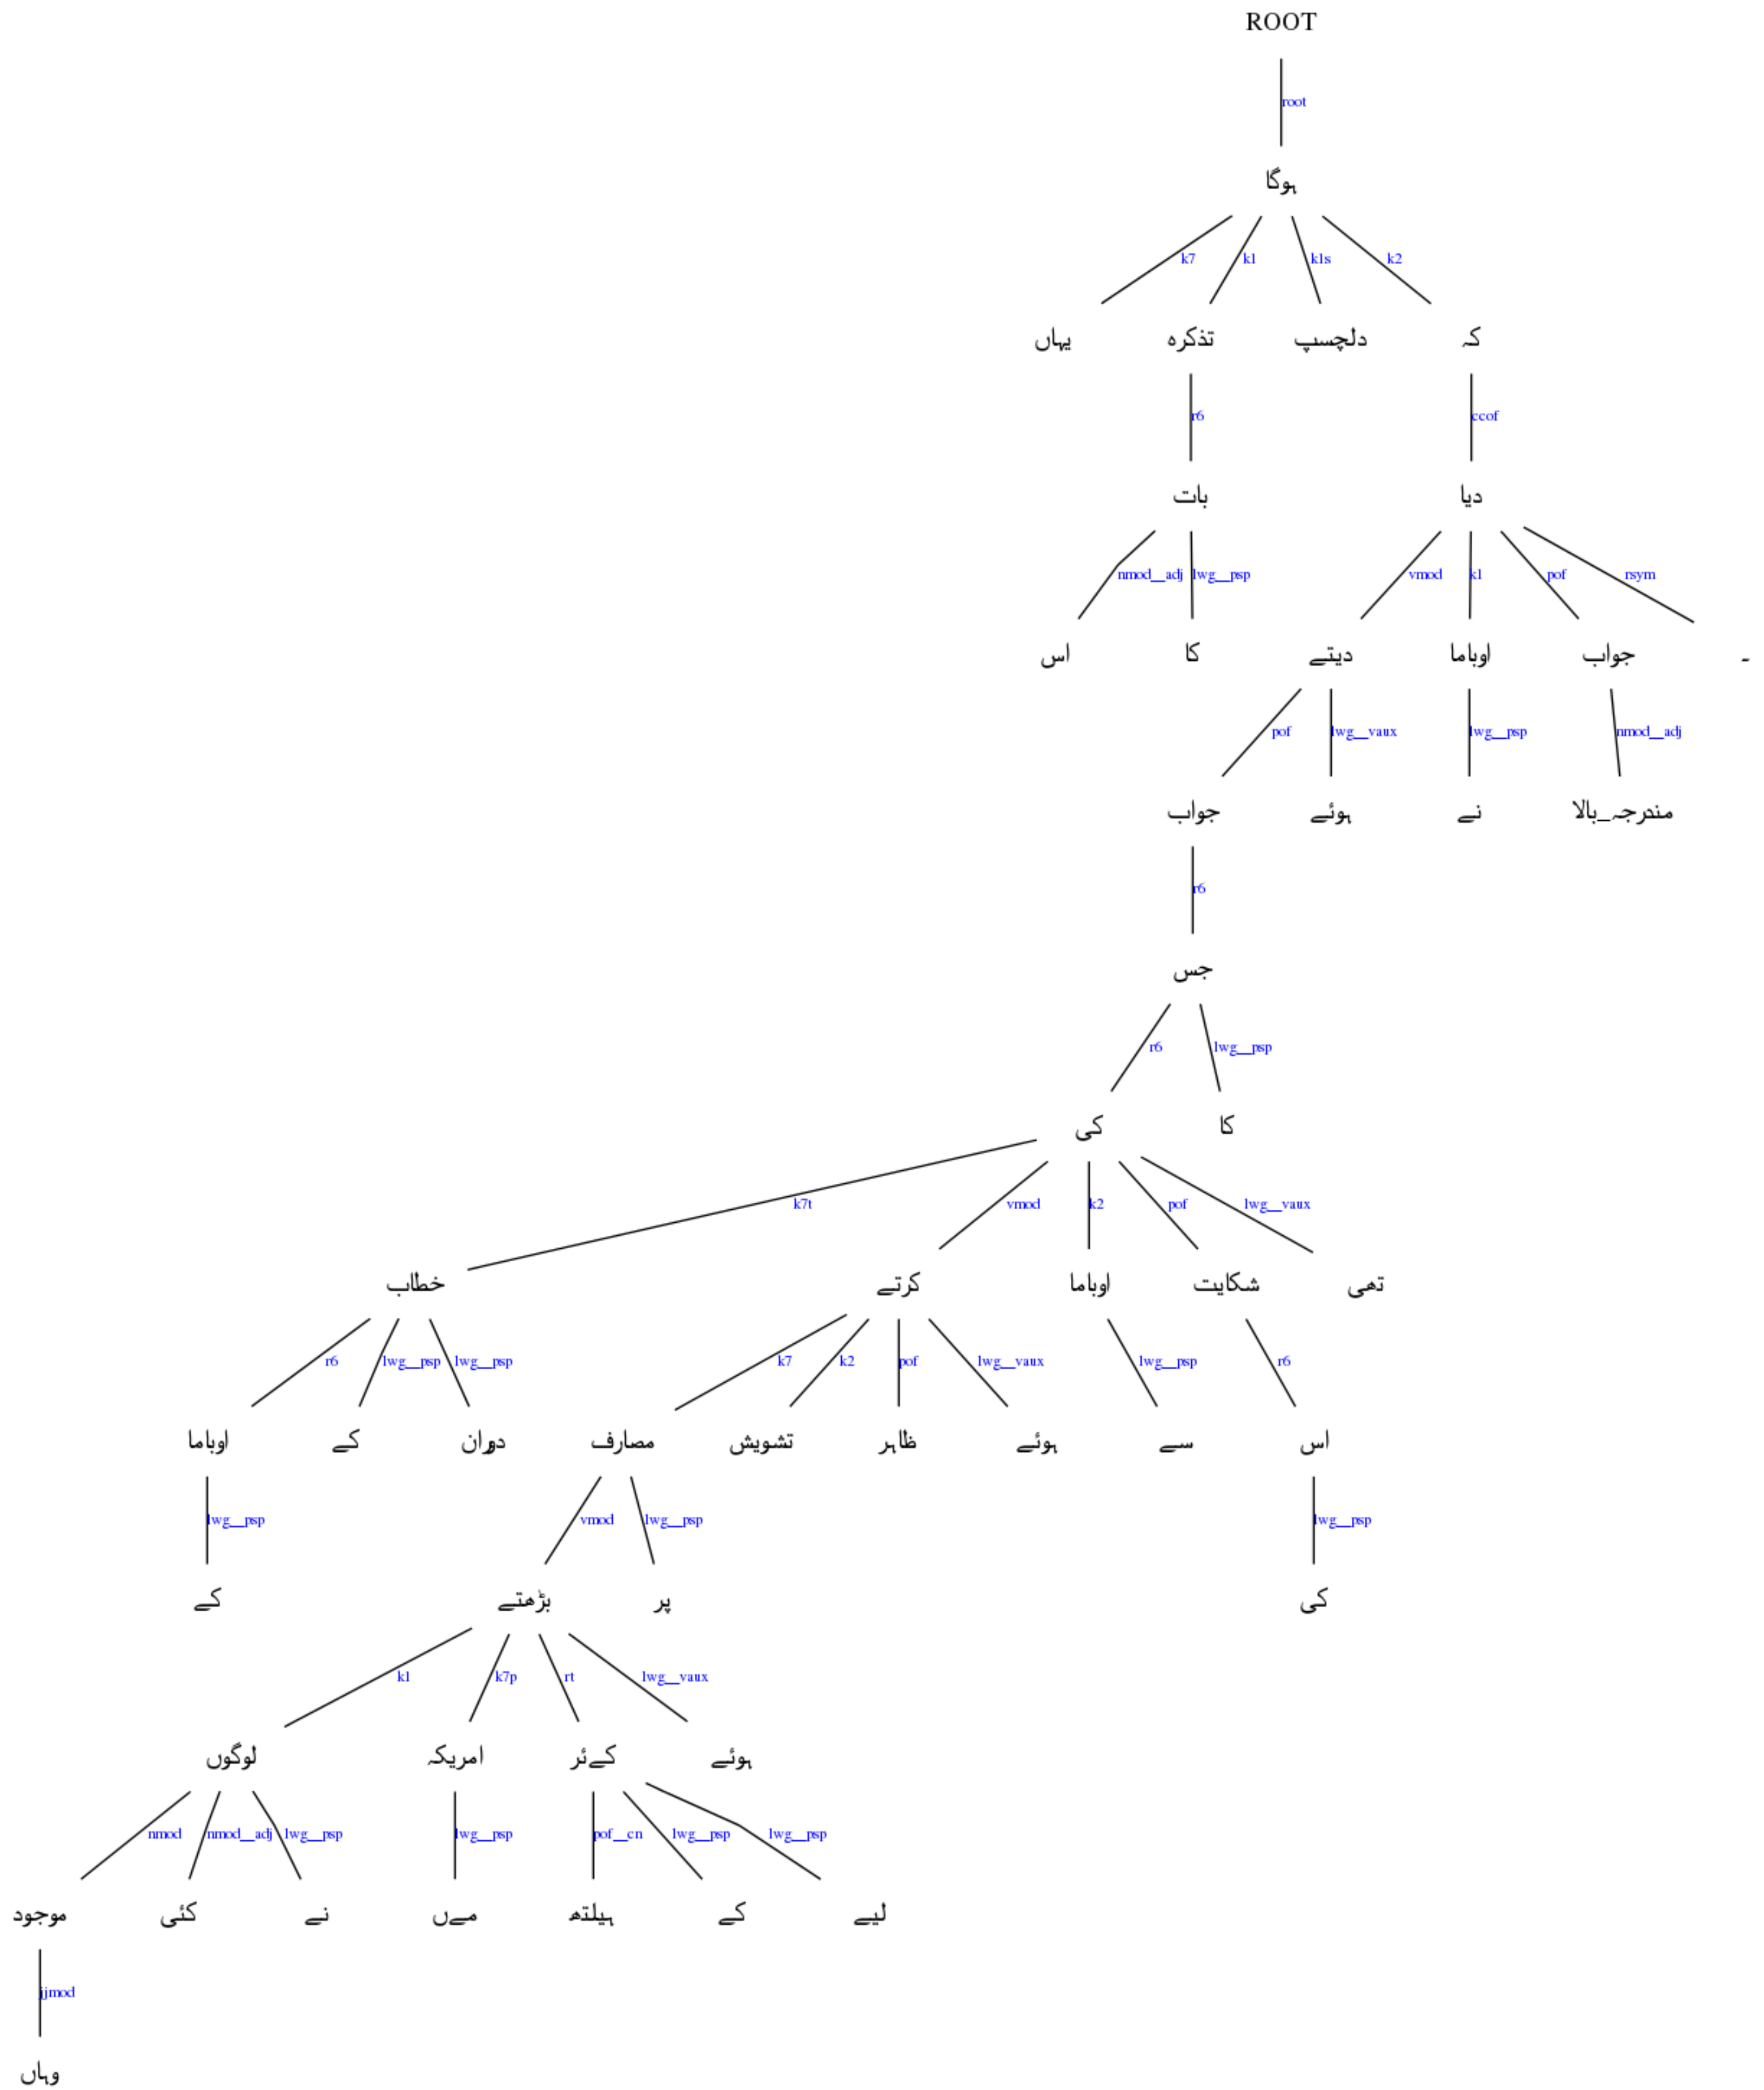 ROOT
root
ہوگا
k7 k1 k1s k2
یہاں تذکرہ دلچسپ کہ
r6 ccof
بات دیا
nmod__adj lwg__psp vmod k1 pof rsym
اس کا دیتے اوباما جواب ۔
pof lwg__vaux lwg__psp nmod__adj
جواب ہوئے نے مندرجہ_بالا
r6
جس
r6 lwg__psp
کی کا
k7t vmod k2 pof lwg__vaux
خطاب کرتے اوباما شکایت تھی
r6 lwg__psp lwg__psp k7 k2 pof lwg__vaux lwg__psp r6
اوباما کے دوران مصارف تشویش ظاہر ہوئے سے اس
lwg__psp vmod lwg__psp lwg__psp
کے بڑھتے پر کی
k1 k7p rt lwg__vaux
لوگوں امریکہ کےئر ہوئے
nmod nmod__adj lwg__psp lwg__psp pof__cn lwg__psp lwg__psp
موجود کئی نے مےں ہیلتھ کے لیے
jjmod
وہاں